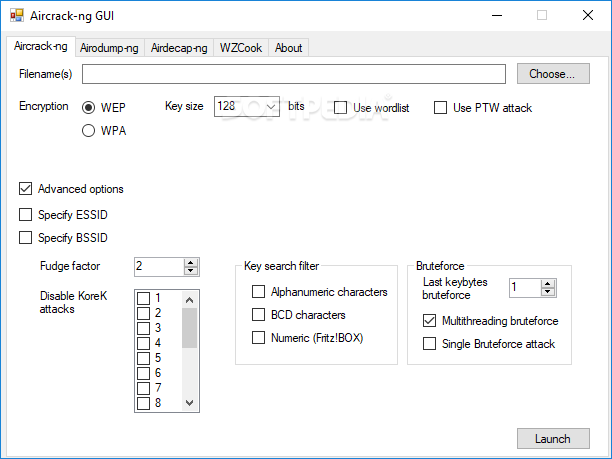 Aircrack-ng GUI
Aircrack-ng Airodump-ng Airdecap-ng WZCook About
Filename(s) Choose...
Encryption WEP Key size 128 bits Use wordlist Use PTW attack
SOFTPEDIA
WPA
Advanced options
Specify ESSID
Specify BSSID
Fudge factor 2
Disable KoreK attacks
1
2
3
4
5
6
7
8
Key search filter
Alphanumeric characters
BCD characters
Numeric (Fritz!BOX)
Bruteforce
Last keybytes
bruteforce 1
Multithreading bruteforce
Single Bruteforce attack
Launch